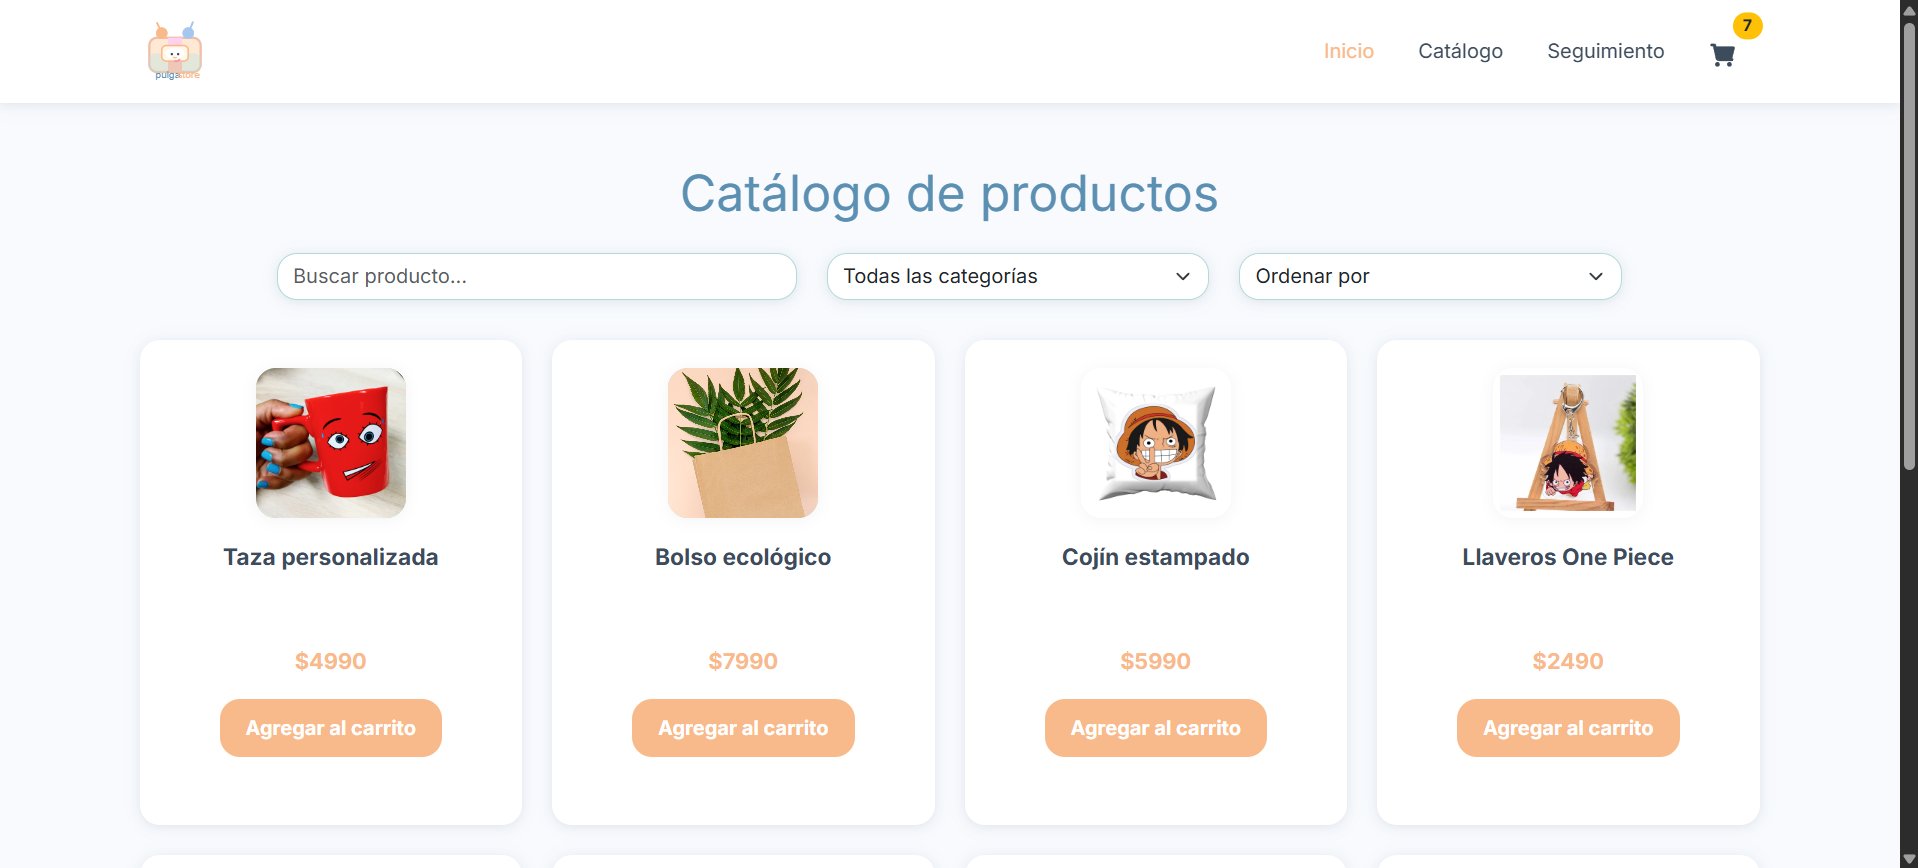 pulgastore
Inicio
Catálogo
Seguimiento
7
Catálogo de productos
Buscar producto...
Todas las categorías
Ordenar por
Taza personalizada
Bolso ecológico
Cojín estampado
Llaveros One Piece
$4990
$7990
$5990
$2490
Agregar al carrito
Agregar al carrito
Agregar al carrito
Agregar al carrito